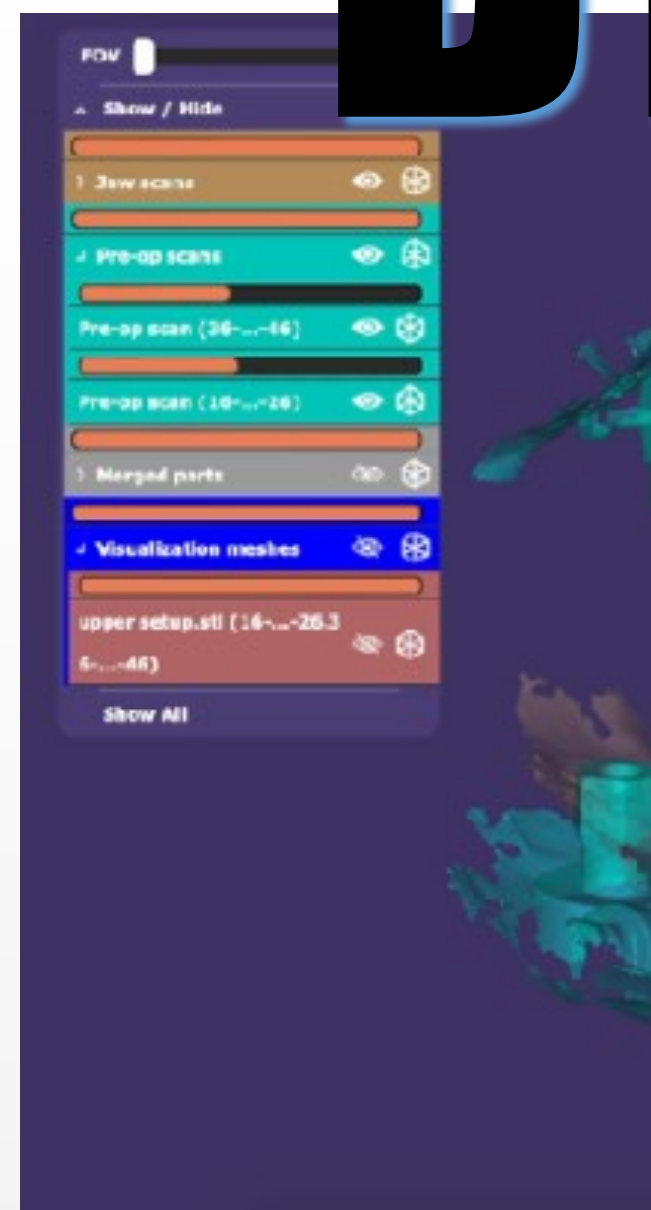 FOV
Show / Hide
Jaw scans
Pre-op scans
Pre-op scan (36-...-46)
Pre-op scan (16-...-26)
Merged parts
Visualization meshes
upper setup.stl (16-...-26.3
6-...-46)
Show All